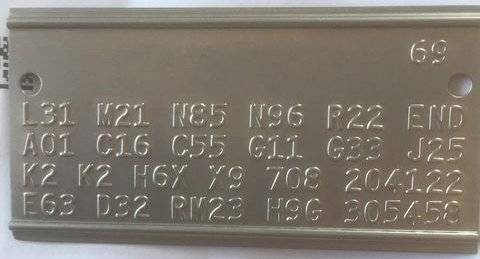 69
L31 M21 N85 N96 R22 END
A01 C16 C55 G11 G33 J25
K2 K2 H6X Y9 708 204122
E63 D32 RM23 H9G 305458